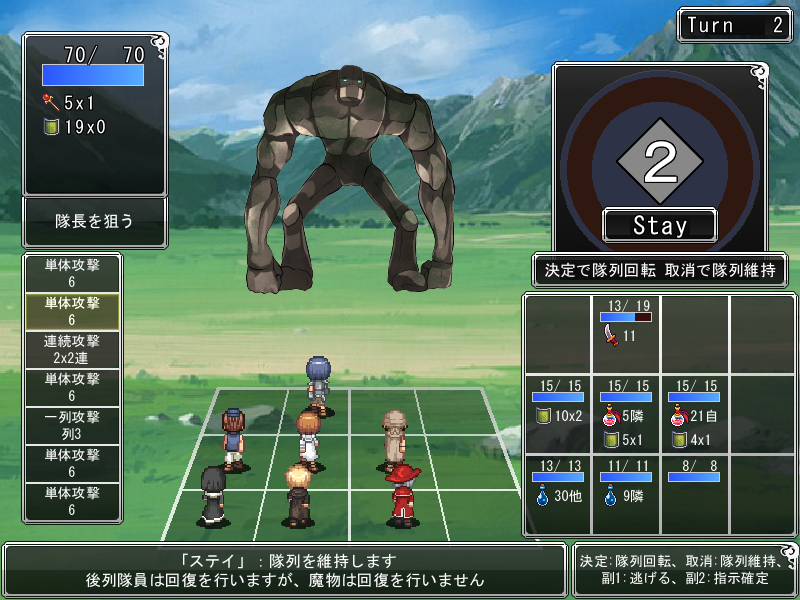 Turn 2
70/ 70
5x1
19x0
隊長を狙う
単体攻撃
6
単体攻撃
6
連続攻撃
2x2連
単体攻撃
6
一列攻撃
列3
単体攻撃
6
単体攻撃
6
2
Stay
決定で隊列回転 取消で隊列維持
13/ 19
11
15/ 15
10x2
15/ 15
5隣
5x1
15/ 15
21自
4x1
13/ 13
30他
11/ 11
9隣
8/ 8
「ステイ」：隊列を維持します
後列隊員は回復を行いますが、魔物は回復を行いません
決定:隊列回転、取消:隊列維持、
副1:逃げる、副2:指示確定